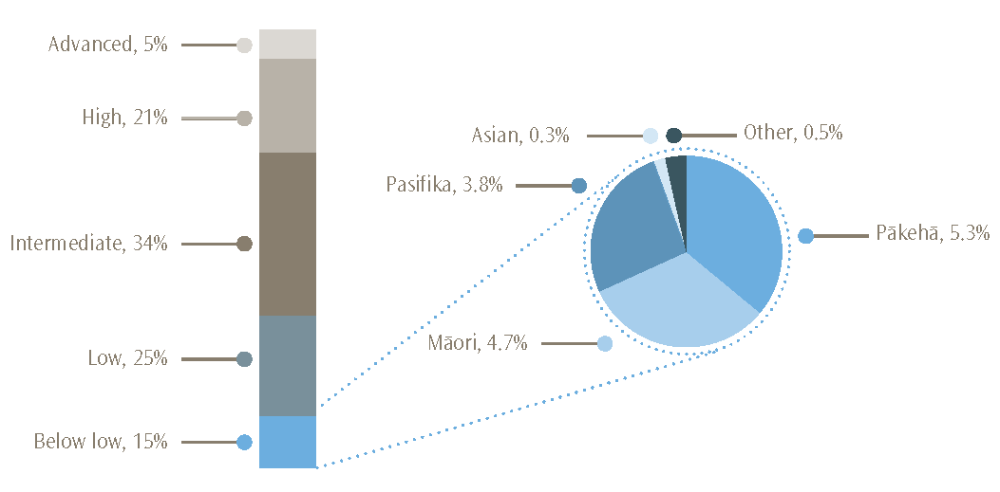 Advanced, 5%
High, 21%
Intermediate, 34%
Low, 25%
Below low, 15%
Asian, 0.3%
Other, 0.5%
Pasifika, 3.8%
Pākehā, 5.3%
Māori, 4.7%